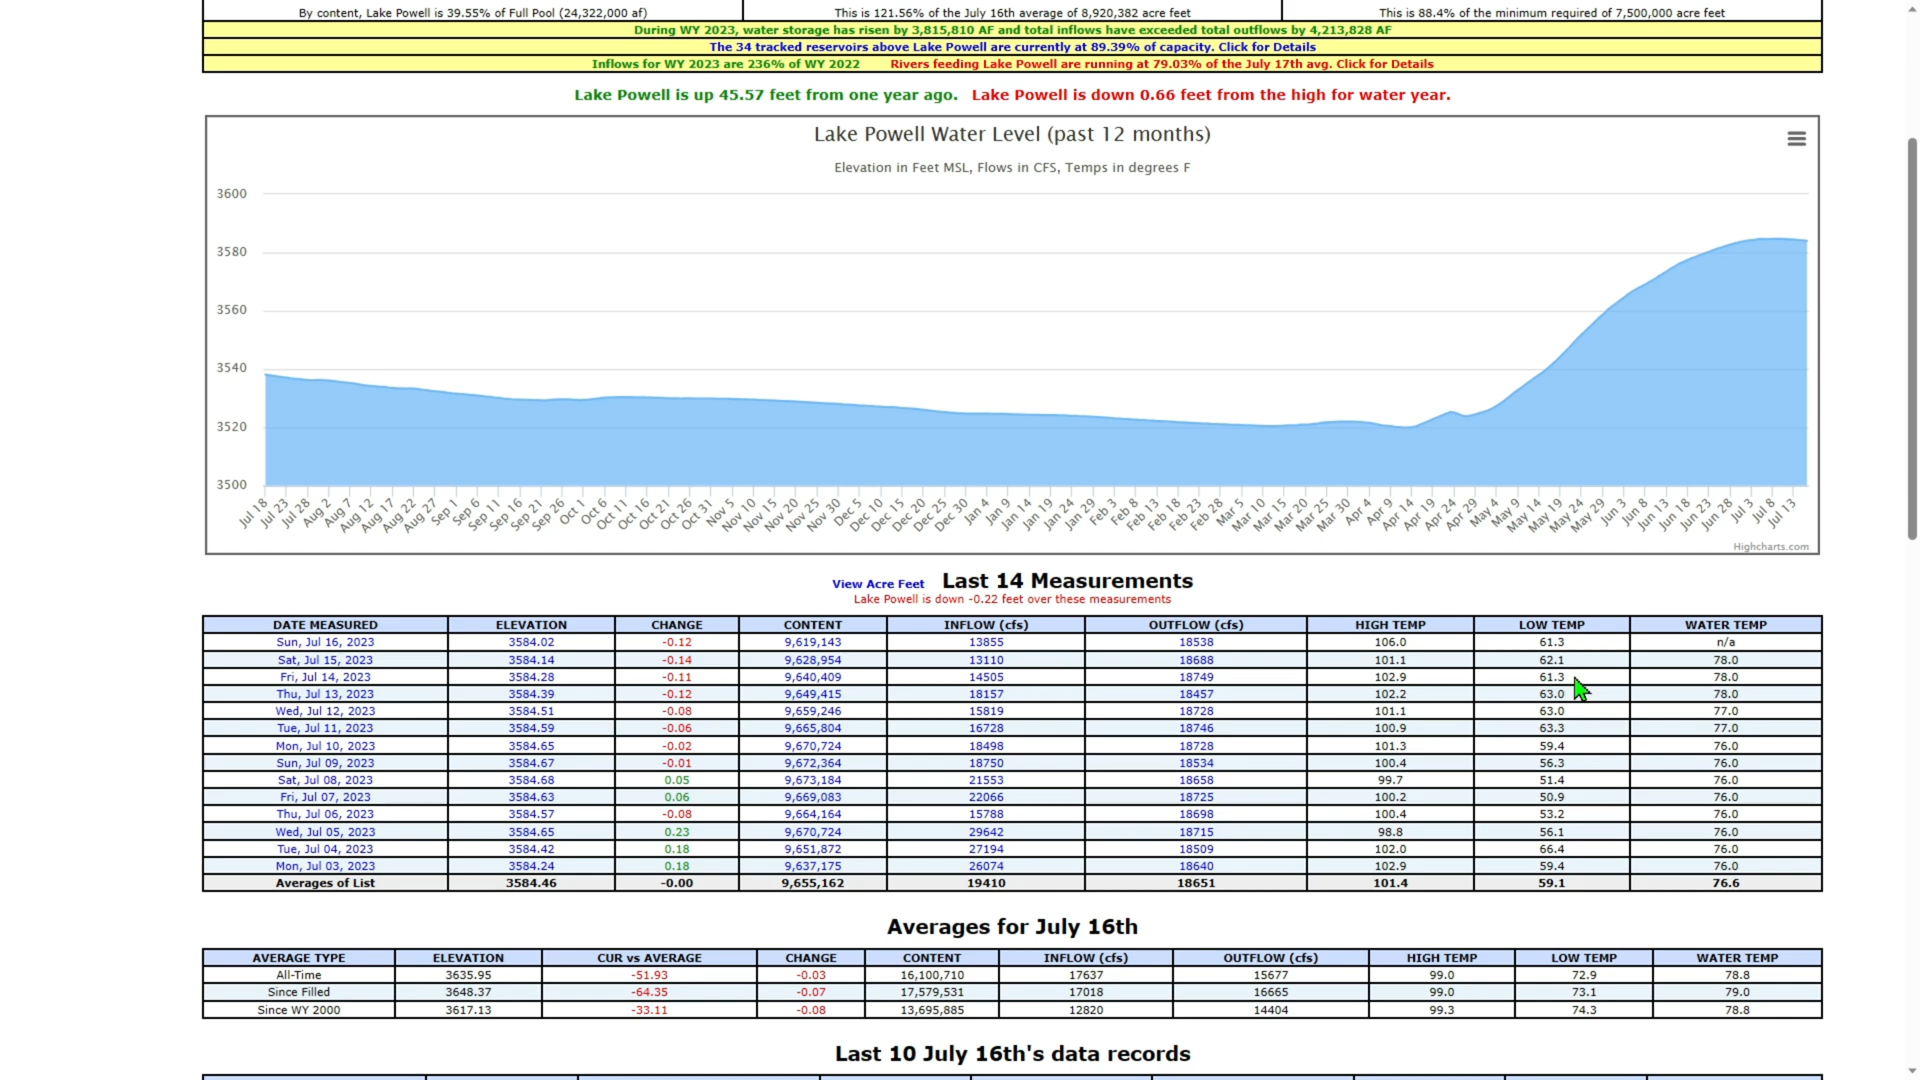 By content, Lake Powell is 39.55% of Full Pool (24,322,000 af) This is 121.56% of the July 16th average of 8,920,382 acre feet This is 88.4% of the minimum required of 7,500,000 acre feet
During WY 2023, water storage has risen by 3,815,810 AF and total inflows have exceeded total outflows by 4,213,828 AF
The 34 tracked reservoirs above Lake Powell are currently at 89.39% of capacity. Click for Details
Inflows for WY 2023 are 236% of WY 2022 Rivers feeding Lake Powell are running at 79.03% of the July 17th avg. Click for Details
Lake Powell is up 45.57 feet from one year ago. Lake Powell is down 0.66 feet from the high for water year.
Lake Powell Water Level (past 12 months)
Elevation in Feet MSL, Flows in CFS, Temps in degrees F
3600
3580
3560
3540
3520
3500
Jul 18 Jul 23 Jul 28 Aug 2 Aug 7 Aug 12 Aug 17 Aug 22 Aug 27 Sep 1 Sep 6 Sep 11 Sep 16 Sep 21 Sep 26 Oct 1 Oct 6 Oct 11 Oct 16 Oct 21 Oct 26 Oct 31 Nov 5 Nov 10 Nov 15 Nov 20 Nov 25 Nov 30 Dec 5 Dec 10 Dec 15 Dec 20 Dec 25 Dec 30 Jan 4 Jan 9 Jan 14 Jan 19 Jan 24 Jan 29 Feb 3 Feb 8 Feb 13 Feb 18 Feb 23 Feb 28 Mar 5 Mar 10 Mar 15 Mar 20 Mar 25 Mar 30 Apr 4 Apr 9 Apr 14 Apr 19 Apr 24 Apr 29 May 4 May 9 May 14 May 19 May 24 May 29 Jun 3 Jun 8 Jun 13 Jun 18 Jun 23 Jun 28 Jul 3 Jul 8 Jul 13
Highcharts.com
View Acre Feet Last 14 Measurements
Lake Powell is down -0.22 feet over these measurements
DATE MEASURED ELEVATION CHANGE CONTENT INFLOW (cfs) OUTFLOW (cfs) HIGH TEMP LOW TEMP WATER TEMP
Sun, Jul 16, 2023 3584.02 -0.12 9,619,143 13855 18538 106.0 61.3 n/a
Sat, Jul 15, 2023 3584.14 -0.14 9,628,954 13110 18688 101.1 62.1 78.0
Fri, Jul 14, 2023 3584.28 -0.11 9,640,409 14505 18749 102.9 61.3 78.0
Thu, Jul 13, 2023 3584.39 -0.12 9,649,415 18157 18457 102.2 63.0 78.0
Wed, Jul 12, 2023 3584.51 -0.08 9,659,246 15819 18728 101.1 63.0 77.0
Tue, Jul 11, 2023 3584.59 -0.06 9,665,804 16728 18746 100.9 63.3 77.0
Mon, Jul 10, 2023 3584.65 -0.02 9,670,724 18498 18728 101.3 59.4 76.0
Sun, Jul 09, 2023 3584.67 -0.01 9,672,364 18750 18534 100.4 56.3 76.0
Sat, Jul 08, 2023 3584.68 0.05 9,673,184 21553 18658 99.7 51.4 76.0
Fri, Jul 07, 2023 3584.63 0.06 9,669,083 22066 18725 100.2 50.9 76.0
Thu, Jul 06, 2023 3584.57 -0.08 9,664,164 15788 18698 100.4 53.2 76.0
Wed, Jul 05, 2023 3584.65 0.23 9,670,724 29642 18715 98.8 56.1 76.0
Tue, Jul 04, 2023 3584.42 0.18 9,651,872 27194 18509 102.0 66.4 76.0
Mon, Jul 03, 2023 3584.24 0.18 9,637,175 26074 18640 102.9 59.4 76.0
Averages of List 3584.46 -0.00 9,655,162 19410 18651 101.4 59.1 76.6
Averages for July 16th
AVERAGE TYPE ELEVATION CUR vs AVERAGE CHANGE CONTENT INFLOW (cfs) OUTFLOW (cfs) HIGH TEMP LOW TEMP WATER TEMP
All-Time 3635.95 -51.93 -0.03 16,100,710 17637 15677 99.0 72.9 78.8
Since Filled 3648.37 -64.35 -0.07 17,579,531 17018 16665 99.0 73.1 79.0
Since WY 2000 3617.13 -33.11 -0.08 13,695,885 12820 14404 99.3 74.3 78.8
Last 10 July 16th's data records